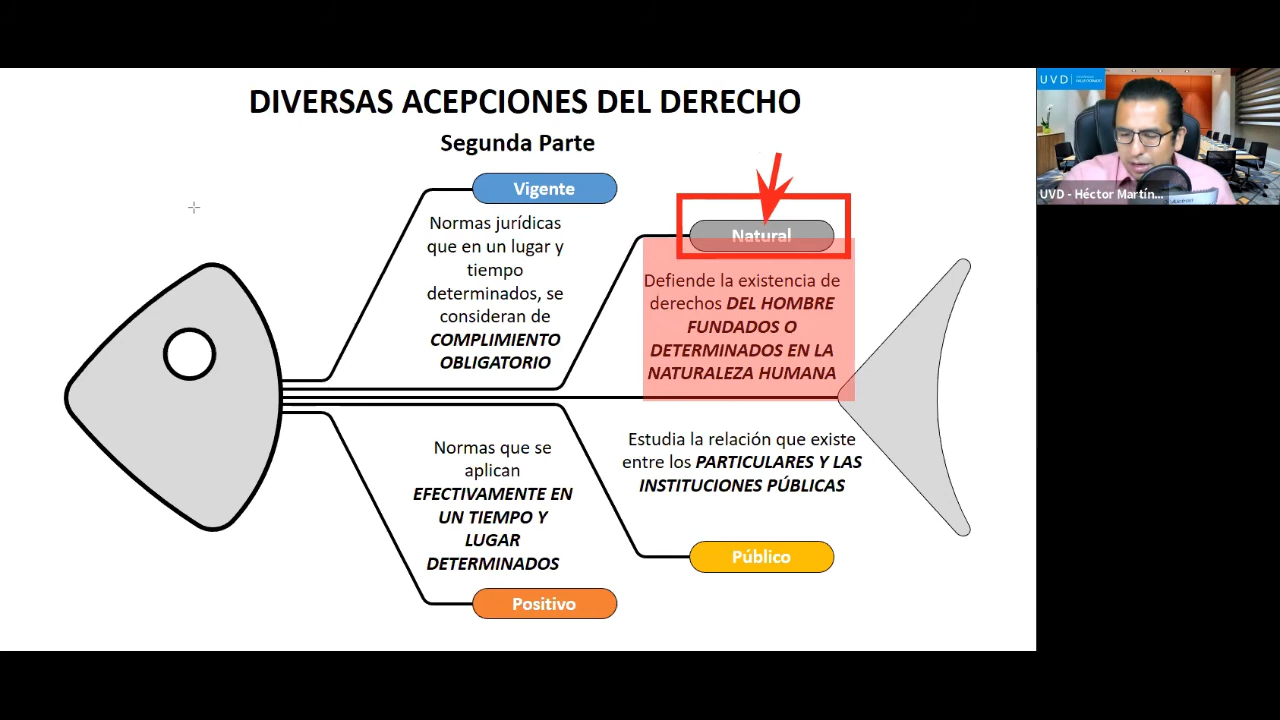 DIVERSAS ACEPCIONES DEL DERECHO
Segunda Parte
Vigente
Normas jurídicas
que en un lugar y
tiempo
determinados, se
consideran de
COMPLIMIENTO
OBLIGATORIO
Natural
Defiende la existencia de
derechos DEL HOMBRE
FUNDADOS O
DETERMINADOS EN LA
NATURALEZA HUMANA
Normas que se
aplican
EFECTIVAMENTE EN
UN TIEMPO Y
LUGAR
DETERMINADOS
Positivo
Estudia la relación que existe
entre los PARTICULARES Y LAS
INSTITUCIONES PÚBLICAS
Público
UVD
UVD - Héctor Martín...